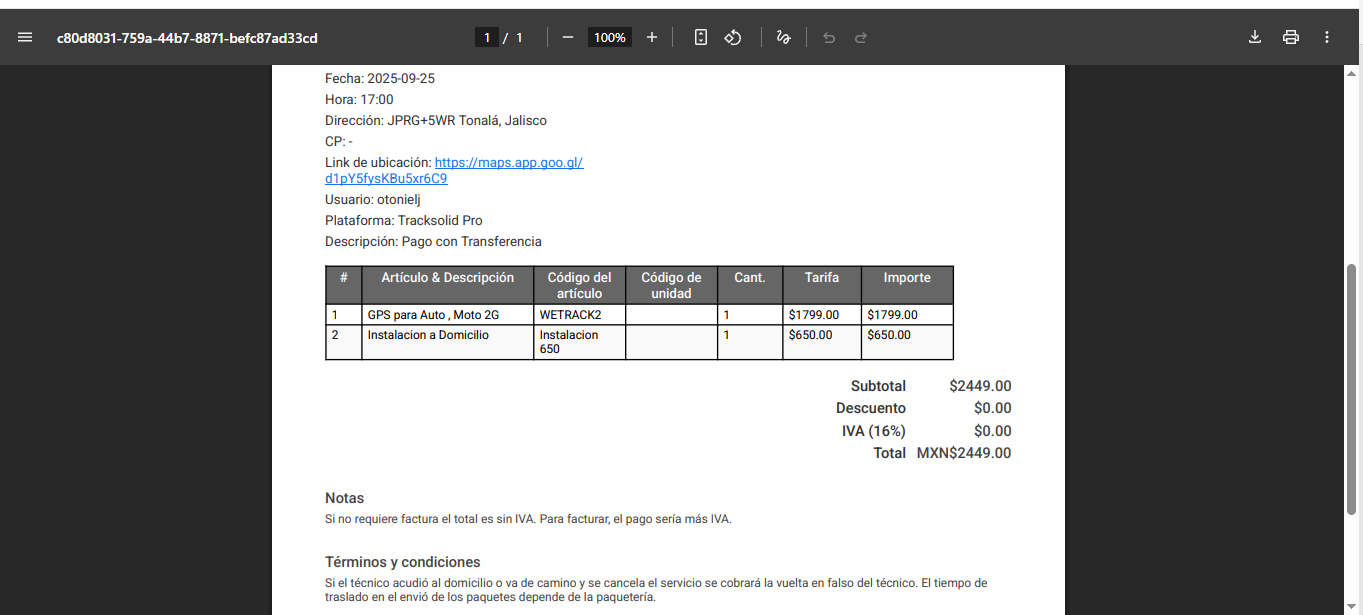 c80d8031-759a-44b7-8871-befc87ad33cd
1 / 1
100%
Fecha: 2025-09-25
Hora: 17:00
Dirección: JPRG+5WR Tonalá, Jalisco
CP: -
Link de ubicación: https://maps.app.goo.gl/
d1pY5fysKBu5xr6C9
Usuario: otonielj
Plataforma: Tracksolid Pro
Descripción: Pago con Transferencia
# Artículo & Descripción Código del artículo Código de unidad Cant. Tarifa Importe
1 GPS para Auto , Moto 2G WETRACK2 1 $1799.00 $1799.00
2 Instalacion a Domicilio Instalacion 650 1 $650.00 $650.00
Subtotal $2449.00
Descuento $0.00
IVA (16%) $0.00
Total MXN$2449.00
Notas
Si no requiere factura el total es sin IVA. Para facturar, el pago sería más IVA.
Términos y condiciones
Si el técnico acudió al domicilio o va de camino y se cancela el servicio se cobrará la vuelta en falso del técnico. El tiempo de
traslado en el envió de los paquetes depende de la paquetería.